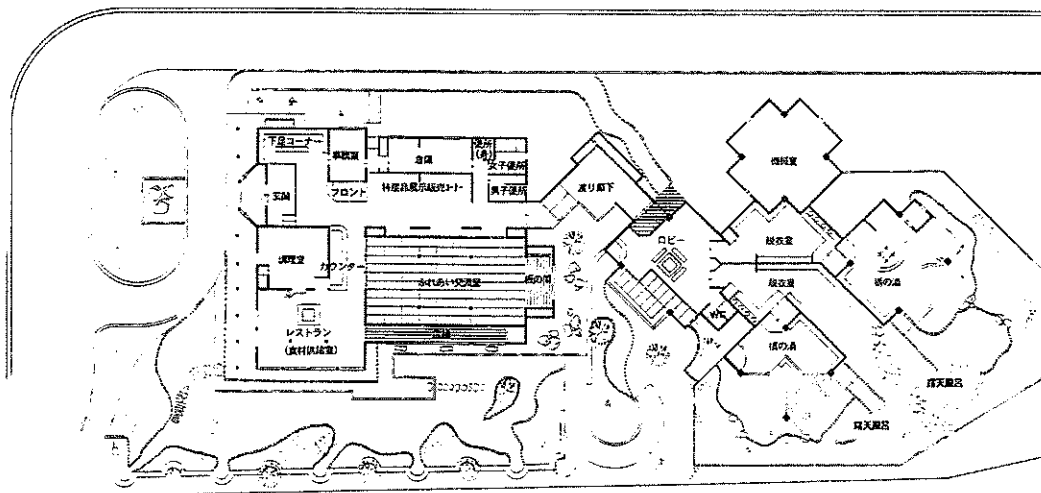 下足コーナー
事務室
倉庫
便所
女子便所
男子便所
玄関
フロント
特産品展示販売コーナー
渡り廊下
機械室
ロビー
脱衣室
調理室
カウンター
ふれあい交流室
脱衣室
WC
レストラン
(食材供給室)
露天風呂
露天風呂